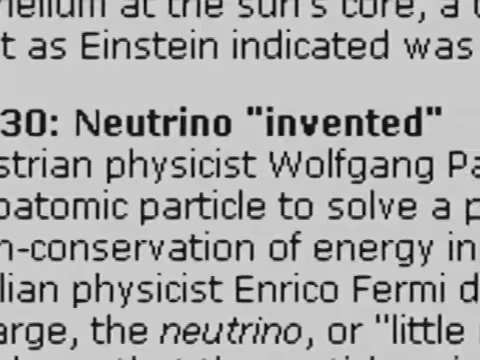 helium at the sun's core, a
t as Einstein indicated was
30: Neutrino "invented"
strian physicist Wolfgang Pa
patomic particle to solve a p
n-conservation of energy in
lian physicist Enrico Fermi d
arge, the neutrino, or "little